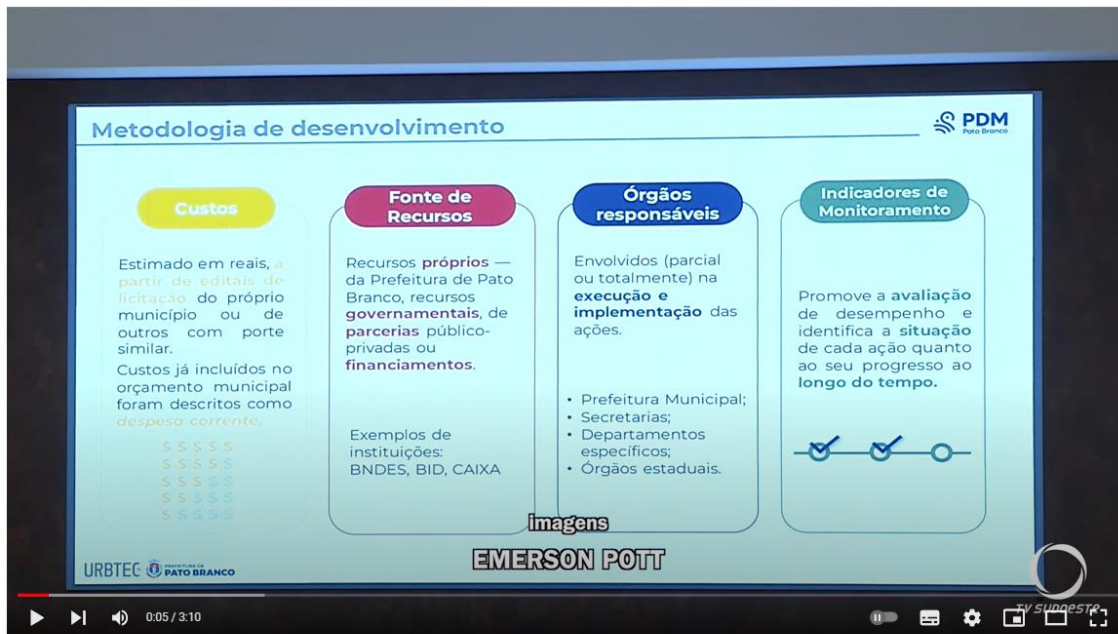 Metodologia de desenvolvimento
PDM
Pato Branco
Custos
Estimado em reais, a
partir de editais de
licitação do próprio
município ou de
outros com porte
similar.
Custos já incluídos no
orçamento municipal
foram descritos como
despesa corrente.
$ $ $ $ $
$ $ $ $ $
$ $ $ $ $
$ $ $ $ $
$ $ $ $ $
Fonte de
Recursos
Recursos próprios —
da Prefeitura de Pato
Branco, recursos
governamentais, de
parcerias público-
privadas ou
financiamentos.
Exemplos de
instituições:
BNDES, BID, CAIXA
Órgãos
responsáveis
Envolvidos (parcial
ou totalmente) na
execução e
implementação das
ações.
• Prefeitura Municipal;
• Secretarias;
• Departamentos
específicos;
• Órgãos estaduais.
Indicadores de
Monitoramento
Promove a avaliação
de desempenho e
identifica a situação
de cada ação quanto
ao seu progresso ao
longo do tempo.
imagens
EMERSON POTT
URBTEC
PREFEITURA DE
PATO BRANCO
TV SUDOESTE
0:05 / 3:10